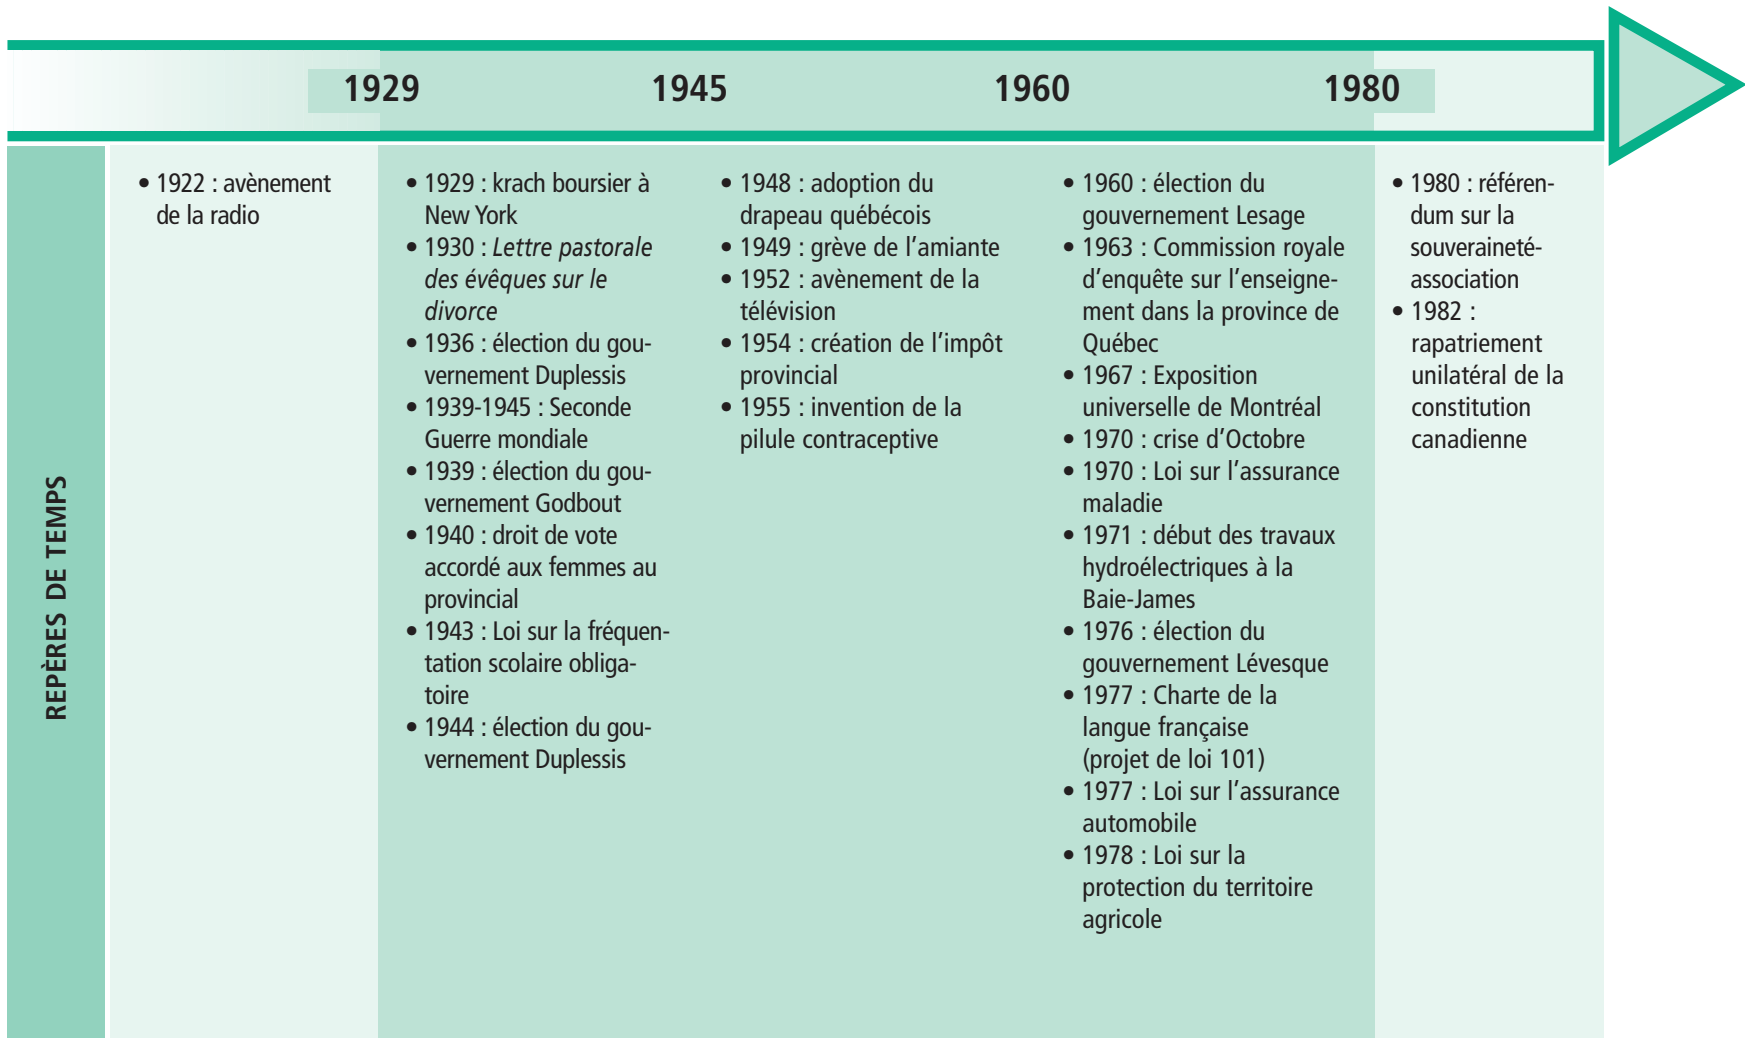 1929
1945
1960
1980
REPÈRES DE TEMPS
• 1922 : avènement
de la radio
• 1929 : krach boursier à
New York
• 1930 : Lettre pastorale
des évêques sur le
divorce
• 1936 : élection du gou-
vernement Duplessis
• 1939-1945 : Seconde
Guerre mondiale
• 1939 : élection du gou-
vernement Godbout
• 1940 : droit de vote
accordé aux femmes au
provincial
• 1943 : Loi sur la fréquen-
tation scolaire obliga-
toire
• 1944 : élection du gou-
vernement Duplessis
• 1948 : adoption du
drapeau québécois
• 1949 : grève de l’amiante
• 1952 : avènement de la
télévision
• 1954 : création de l’impôt
provincial
• 1955 : invention de la
pilule contraceptive
• 1960 : élection du
gouvernement Lesage
• 1963 : Commission royale
d’enquête sur l’enseigne-
ment dans la province de
Québec
• 1967 : Exposition
universelle de Montréal
• 1970 : crise d’Octobre
• 1970 : Loi sur l’assurance
maladie
• 1971 : début des travaux
hydroélectriques à la
Baie-James
• 1976 : élection du
gouvernement Lévesque
• 1977 : Charte de la
langue française
(projet de loi 101)
• 1977 : Loi sur l’assurance
automobile
• 1978 : Loi sur la
protection du territoire
agricole
• 1980 : référen-
dum sur la
souveraineté-
association
• 1982 :
rapatriement
unilatéral de la
constitution
canadienne